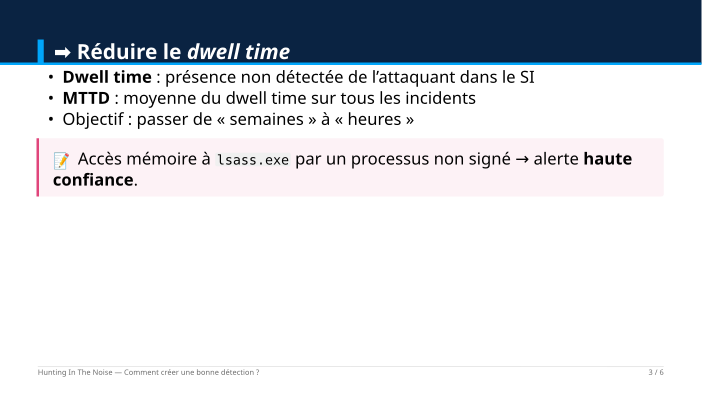 ➡ Réduire le dwell time
• Dwell time : présence non détectée de l’attaquant dans le SI
• MTTD : moyenne du dwell time sur tous les incidents
• Objectif : passer de « semaines » à « heures »
📝 Accès mémoire à lsass.exe par un processus non signé → alerte haute
confiance.
Hunting In The Noise — Comment créer une bonne détection ?
3 / 6